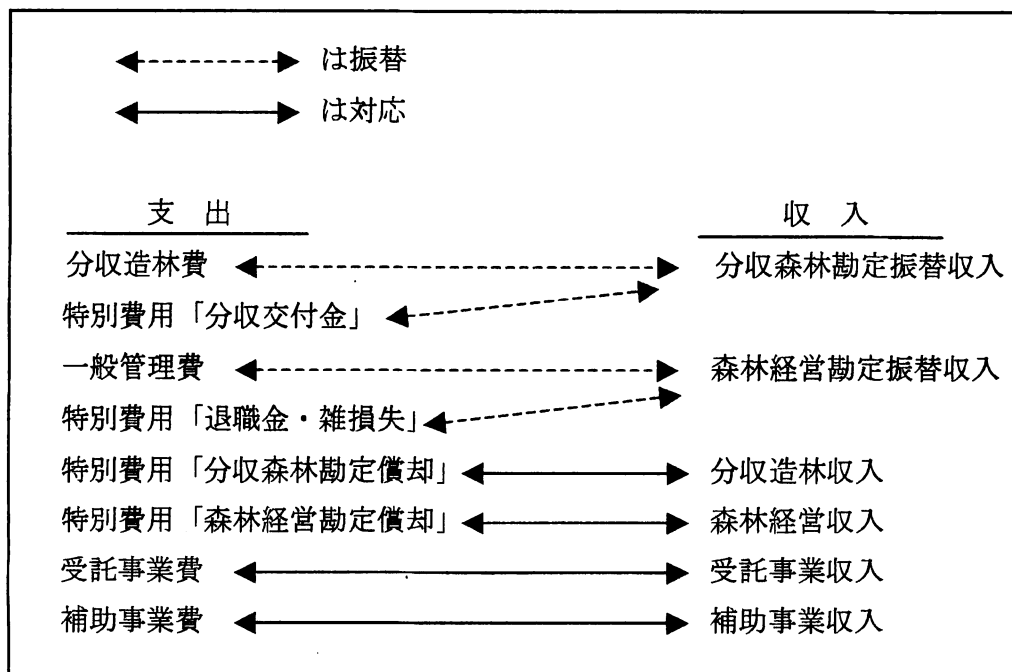 は振替
は対応
支　出　収　入
分収造林費　分収森林勘定振替収入
特別費用「分収交付金」
一般管理費　森林経営勘定振替収入
特別費用「退職金・雑損失」
特別費用「分収森林勘定償却」　分収造林収入
特別費用「森林経営勘定償却」　森林経営収入
受託事業費　受託事業収入
補助事業費　補助事業収入